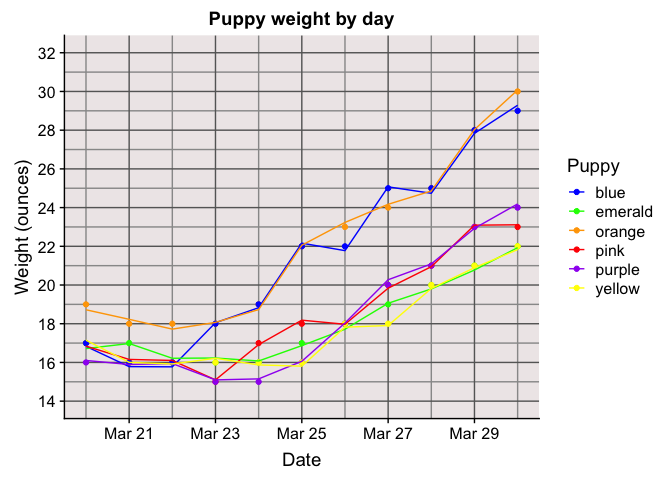 Puppy weight by day
32
30
28
26
24
22
20
18
16
14
Weight (ounces)
Mar 21
Mar 23
Mar 25
Mar 27
Mar 29
Date
Puppy
blue
emerald
orange
pink
purple
yellow